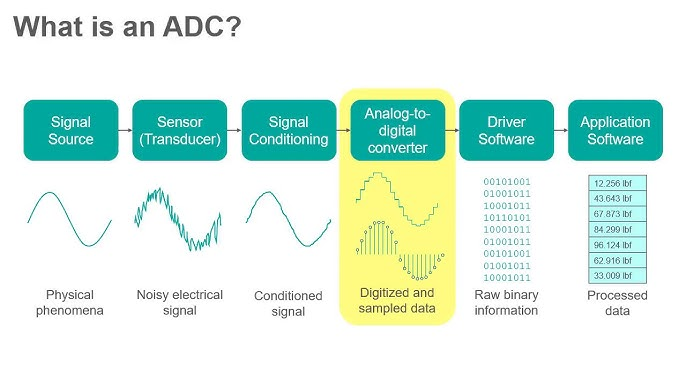 What is an ADC?
Signal
Source
Sensor
(Transducer)
Signal
Conditioning
Analog-to-
digital
converter
Driver
Software
Application
Software
00101001
01001011
10001011
10110101
10001011
01001011
00101001
01001011
10001011
12.256 lbf
43.643 lbf
67.873 lbf
84.299 lbf
96.124 lbf
62.916 lbf
33.009 lbf
Physical
phenomena
Noisy electrical
signal
Conditioned
signal
Digitized and
sampled data
Raw binary
information
Processed
data